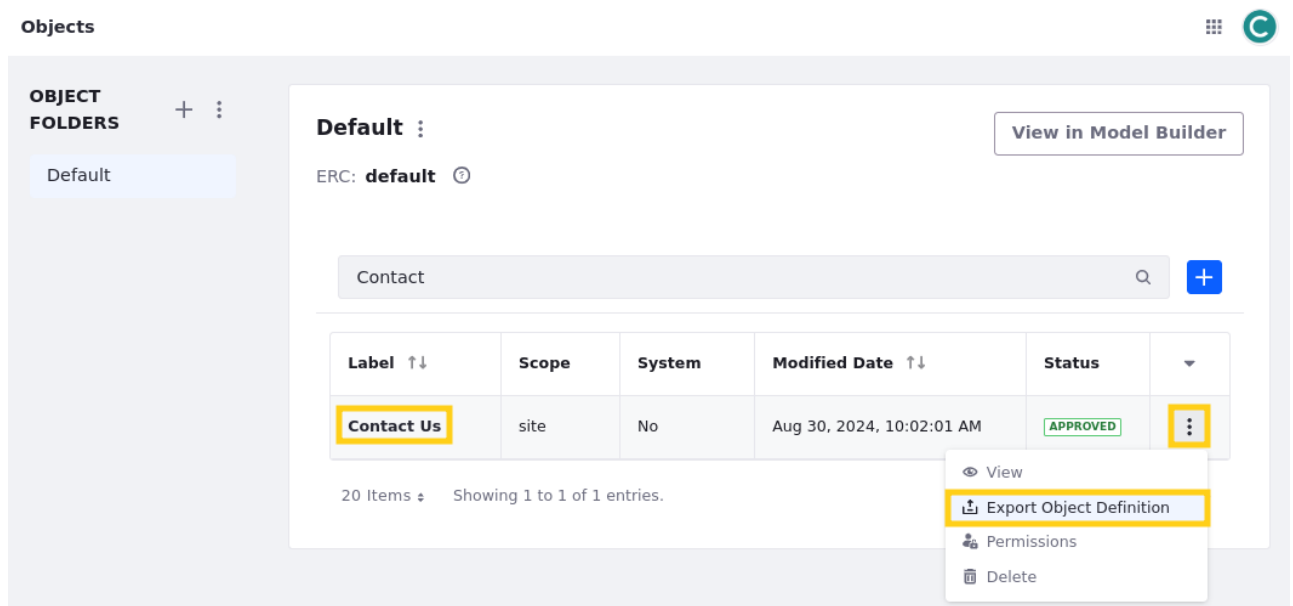 Objects
C
OBJECT
FOLDERS
Default
Default
View in Model Builder
ERC: default
Contact
Label Scope System Modified Date Status
Contact Us site No Aug 30, 2024, 10:02:01 AM APPROVED
20 Items Showing 1 to 1 of 1 entries.
View
Export Object Definition
Permissions
Delete